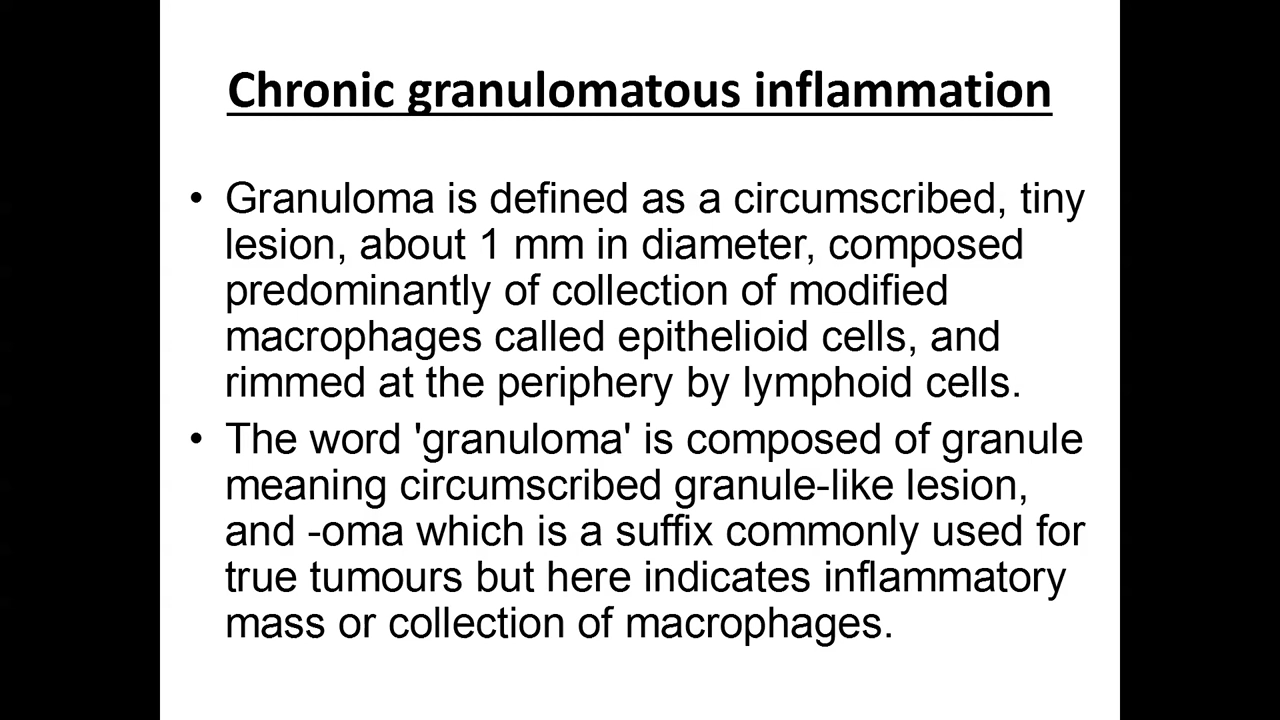 Chronic granulomatous inflammation
• Granuloma is defined as a circumscribed, tiny
lesion, about 1 mm in diameter, composed
predominantly of collection of modified
macrophages called epithelioid cells, and
rimmed at the periphery by lymphoid cells.
• The word 'granuloma' is composed of granule
meaning circumscribed granule-like lesion,
and -oma which is a suffix commonly used for
true tumours but here indicates inflammatory
mass or collection of macrophages.